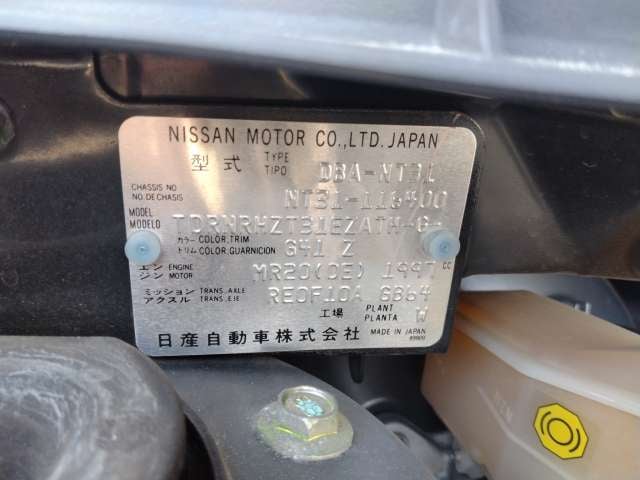 NISSAN MOTOR CO.,LTD. JAPAN
型式 TYPE TIPO DBA-NT31
CHASSIS NO NO.DE CHASIS NT31-116400
MODEL MODELO TDRNRHZT31EZATH-G-
カラー COLOR,TRIM トリム COLOR,GUARNICION G41 Z
エンジン ENGINE MOTOR MR20(DE) 1997 CC
ミッション TRANS.,AXLE アクスル TRANS.,EJE RE0F10A GB64
工場 PLANT PLANTA W
日産自動車株式会社 MADE IN JAPAN